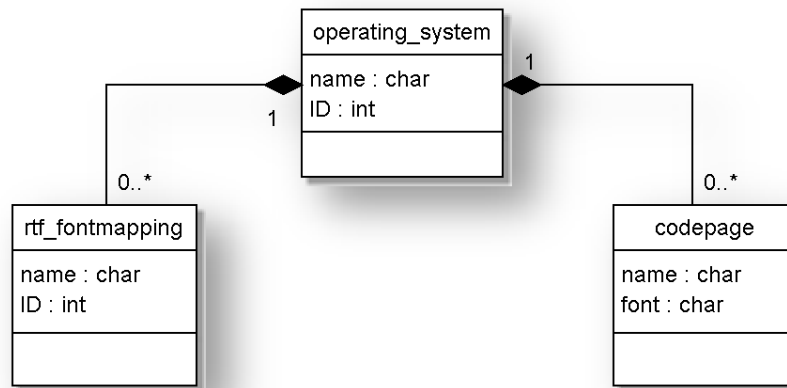 operating_system
name : char
ID : int
1
1
0..*
0..*
rtf_fontmapping
name : char
ID : int
codepage
name : char
font : char